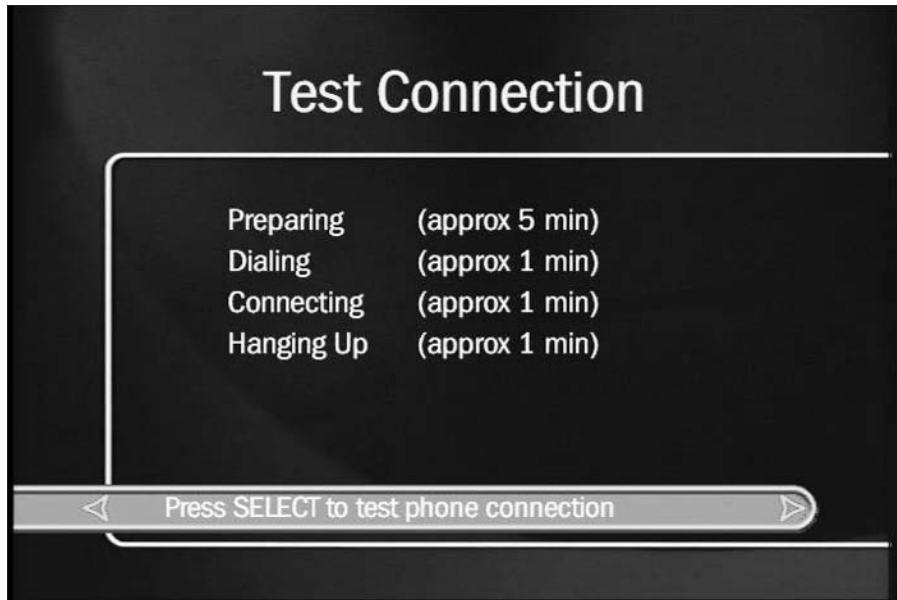 Test Connection
Preparing (approx 5 min)
Dialing (approx 1 min)
Connecting (approx 1 min)
Hanging Up (approx 1 min)
Press SELECT to test phone connection